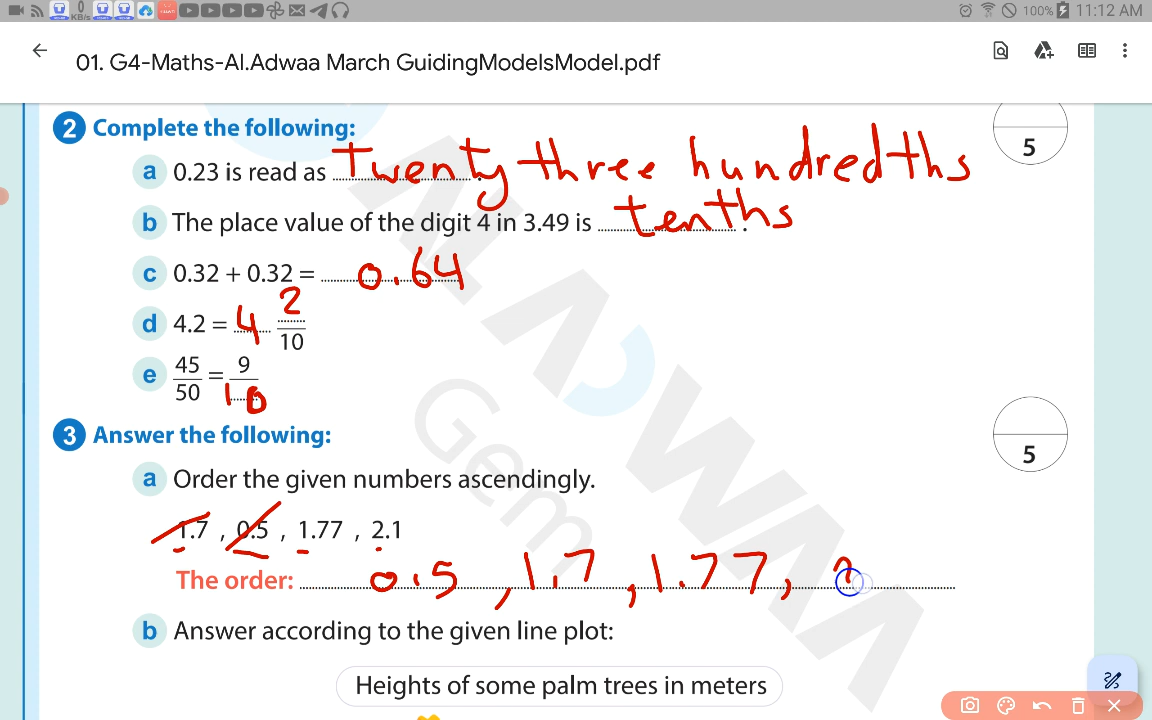 KB/s 100% 11:12 AM
01. G4-Maths-Al.Adwaa March GuidingModelsModel.pdf
2 Complete the following:
5
a 0.23 is read as Twenty three hundredths
b The place value of the digit 4 in 3.49 is tenths .
c 0.32 + 0.32 = 0.64
d 4.2 = 4 2/10
e 45/50 = 9/10
3 Answer the following:
5
a Order the given numbers ascendingly.
1.7 , 0.5 , 1.77 , 2.1
The order: 0.5 , 1.7 , 1.77 ,
b Answer according to the given line plot:
Heights of some palm trees in meters
AL ADWAA
Gem